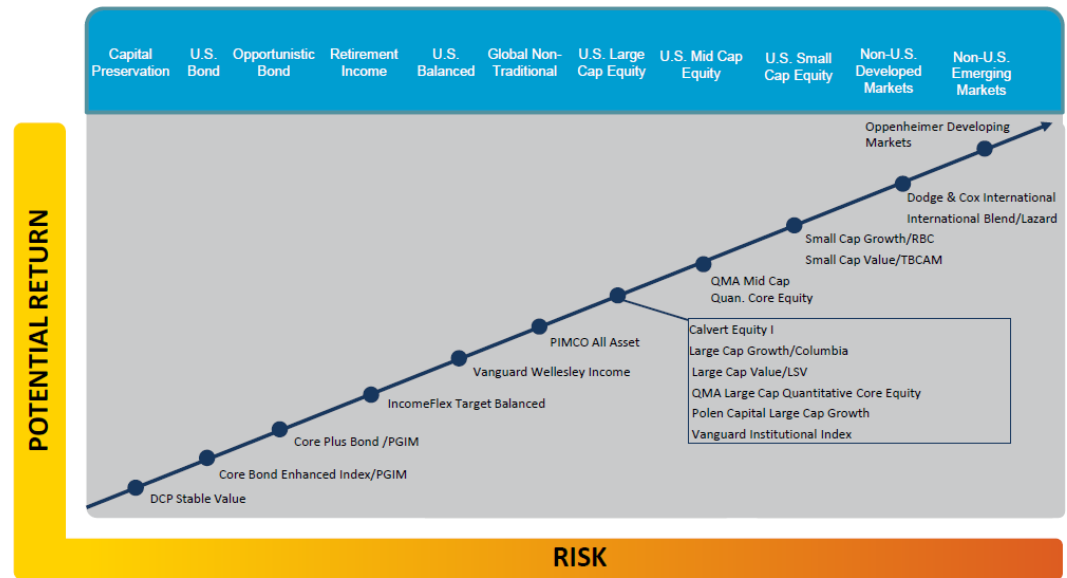 Capital
Preservation
U.S.
Bond
Opportunistic
Bond
Retirement
Income
U.S.
Balanced
Global Non-
Traditional
U.S. Large
Cap Equity
U.S. Mid Cap
Equity
U.S. Small
Cap Equity
Non-U.S.
Developed
Markets
Non-U.S.
Emerging
Markets
POTENTIAL RETURN
Oppenheimer Developing
Markets
Dodge & Cox International
International Blend/Lazard
Small Cap Growth/RBC
Small Cap Value/TBCAM
QMA Mid Cap
Quan. Core Equity
Calvert Equity I
Large Cap Growth/Columbia
Large Cap Value/LSV
QMA Large Cap Quantitative Core Equity
Polen Capital Large Cap Growth
Vanguard Institutional Index
PIMCO All Asset
Vanguard Wellesley Income
IncomeFlex Target Balanced
Core Plus Bond /PGIM
Core Bond Enhanced Index/PGIM
DCP Stable Value
RISK